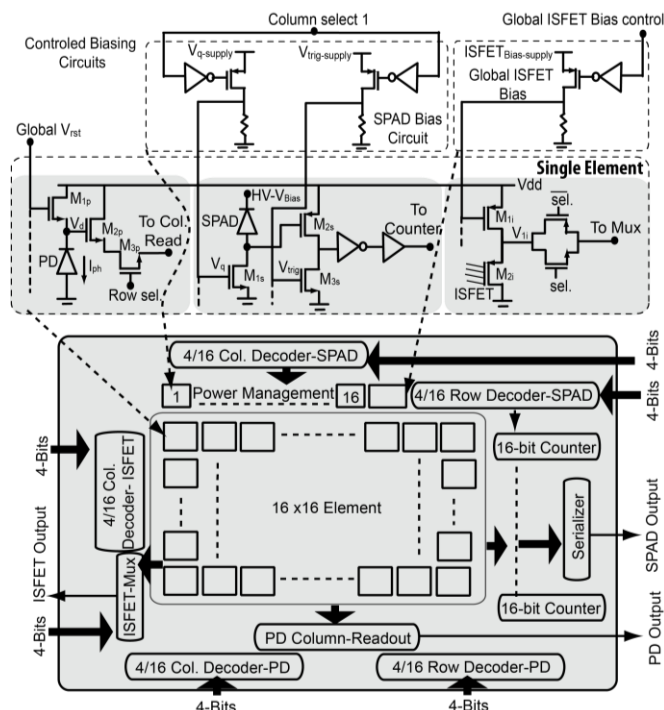 Column select 1
Global ISFET Bias control
Controled Biasing
Circuits
Vq-supply
Vtrig-supply
ISFETBias-supply
Global ISFET
Bias
SPAD Bias
Circuit
Global Vrst
Single Element
Vdd
HV-VBias
SPAD
M1p
Vd
M2p
M3p
To Col.
Read
PD
Iph
Row sel.
M2s
To
Counter
Vq
M1s
Vtrig
M3s
M1i
V1i
sel.
To Mux
M2i
ISFET
sel.
4/16 Col. Decoder-SPAD
4-Bits
1
Power Management
16
4/16 Row Decoder-SPAD
4-Bits
4-Bits
4/16 Col.
Decoder- ISFET
16-bit Counter
16 x16 Element
Serializer
SPAD Output
ISFET Output
ISFET-Mux
4-Bits
16-bit Counter
PD Column-Readout
PD Output
4/16 Col. Decoder-PD
4/16 Row Decoder-PD
4-Bits
4-Bits